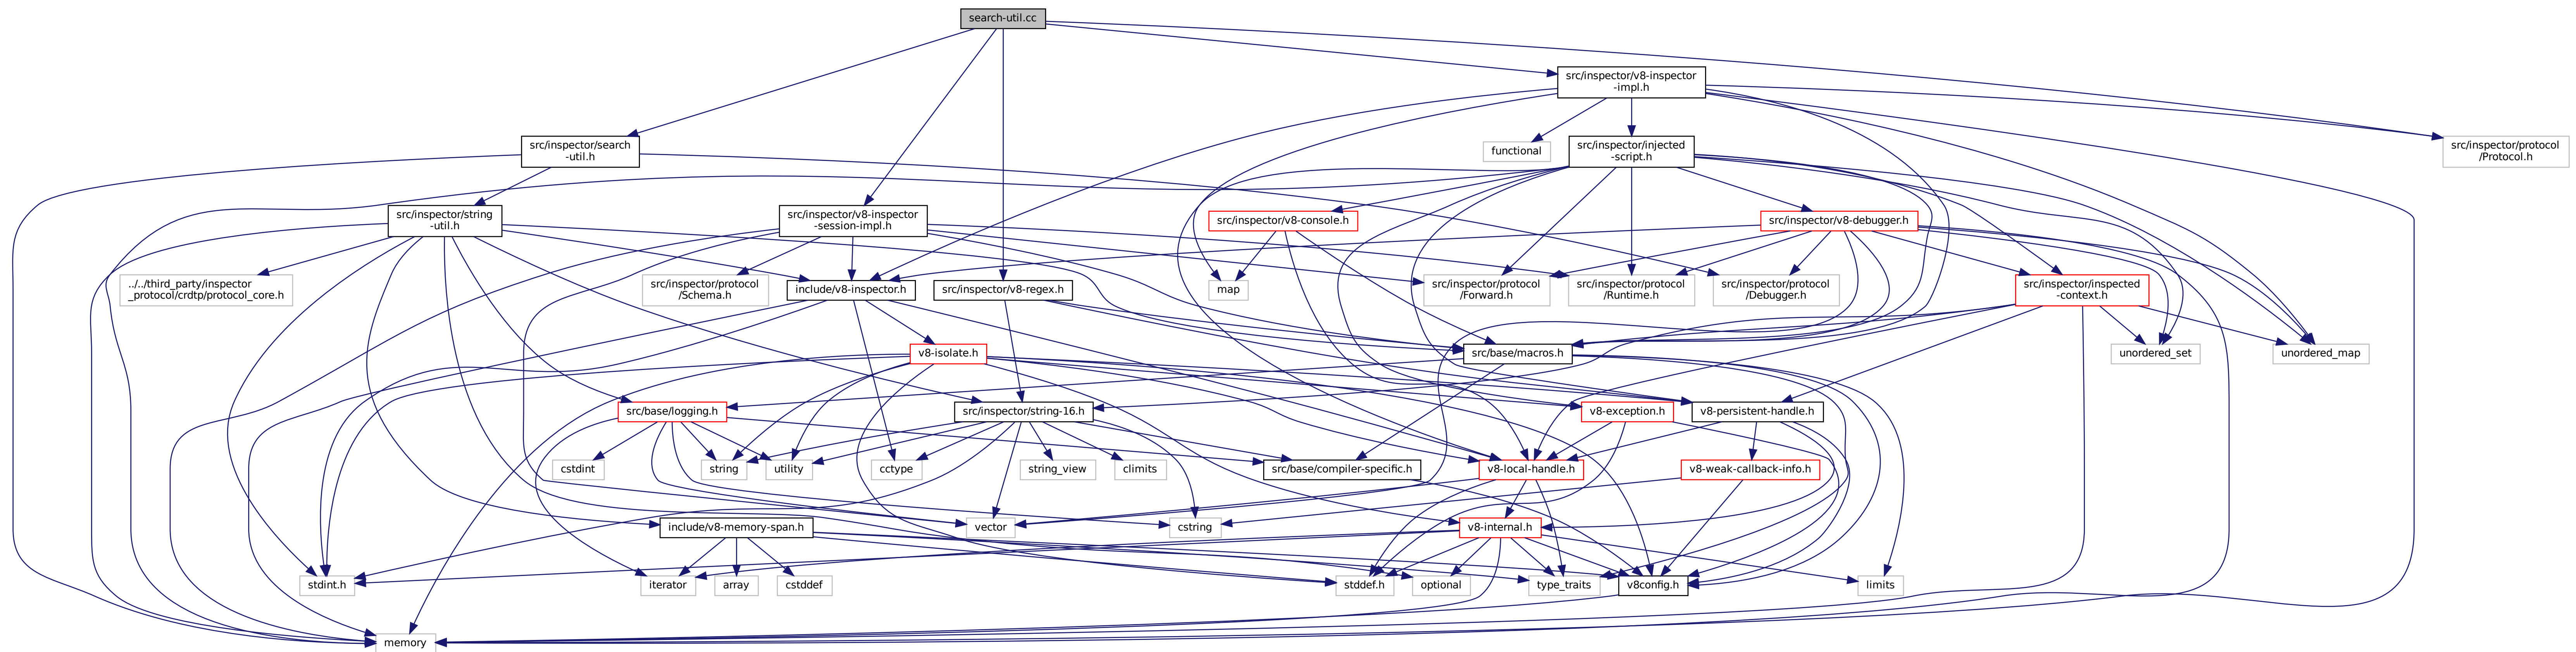 search-util.cc
src/inspector/v8-inspector
-impl.h
src/inspector/search
-util.h
functional
src/inspector/injected
-script.h
src/inspector/protocol
/Protocol.h
src/inspector/string
-util.h
src/inspector/v8-inspector
-session-impl.h
src/inspector/v8-console.h
src/inspector/v8-debugger.h
../../third_party/inspector
_protocol/crdtp/protocol_core.h
src/inspector/protocol
/Schema.h
include/v8-inspector.h
src/inspector/v8-regex.h
map
src/inspector/protocol
/Forward.h
src/inspector/protocol
/Runtime.h
src/inspector/protocol
/Debugger.h
src/inspector/inspected
-context.h
v8-isolate.h
src/base/macros.h
unordered_set
unordered_map
src/base/logging.h
src/inspector/string-16.h
v8-exception.h
v8-persistent-handle.h
cstdint
string
utility
cctype
string_view
climits
src/base/compiler-specific.h
v8-local-handle.h
v8-weak-callback-info.h
include/v8-memory-span.h
vector
cstring
v8-internal.h
stdint.h
iterator
array
cstddef
stddef.h
optional
type_traits
v8config.h
limits
memory